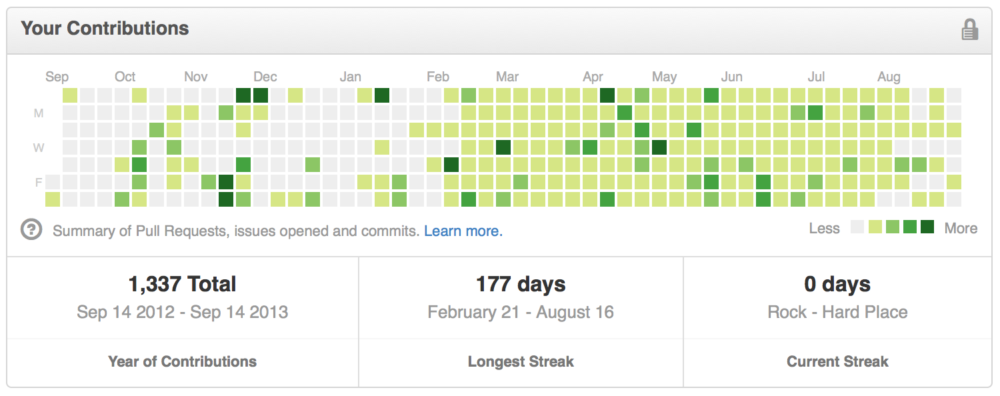 Your Contributions
Sep Oct Nov Dec Jan Feb Mar Apr May Jun Jul Aug
M
W
F
Summary of Pull Requests, issues opened and commits. Learn more.
Less More
1,337 Total
Sep 14 2012 - Sep 14 2013
Year of Contributions
177 days
February 21 - August 16
Longest Streak
0 days
Rock - Hard Place
Current Streak